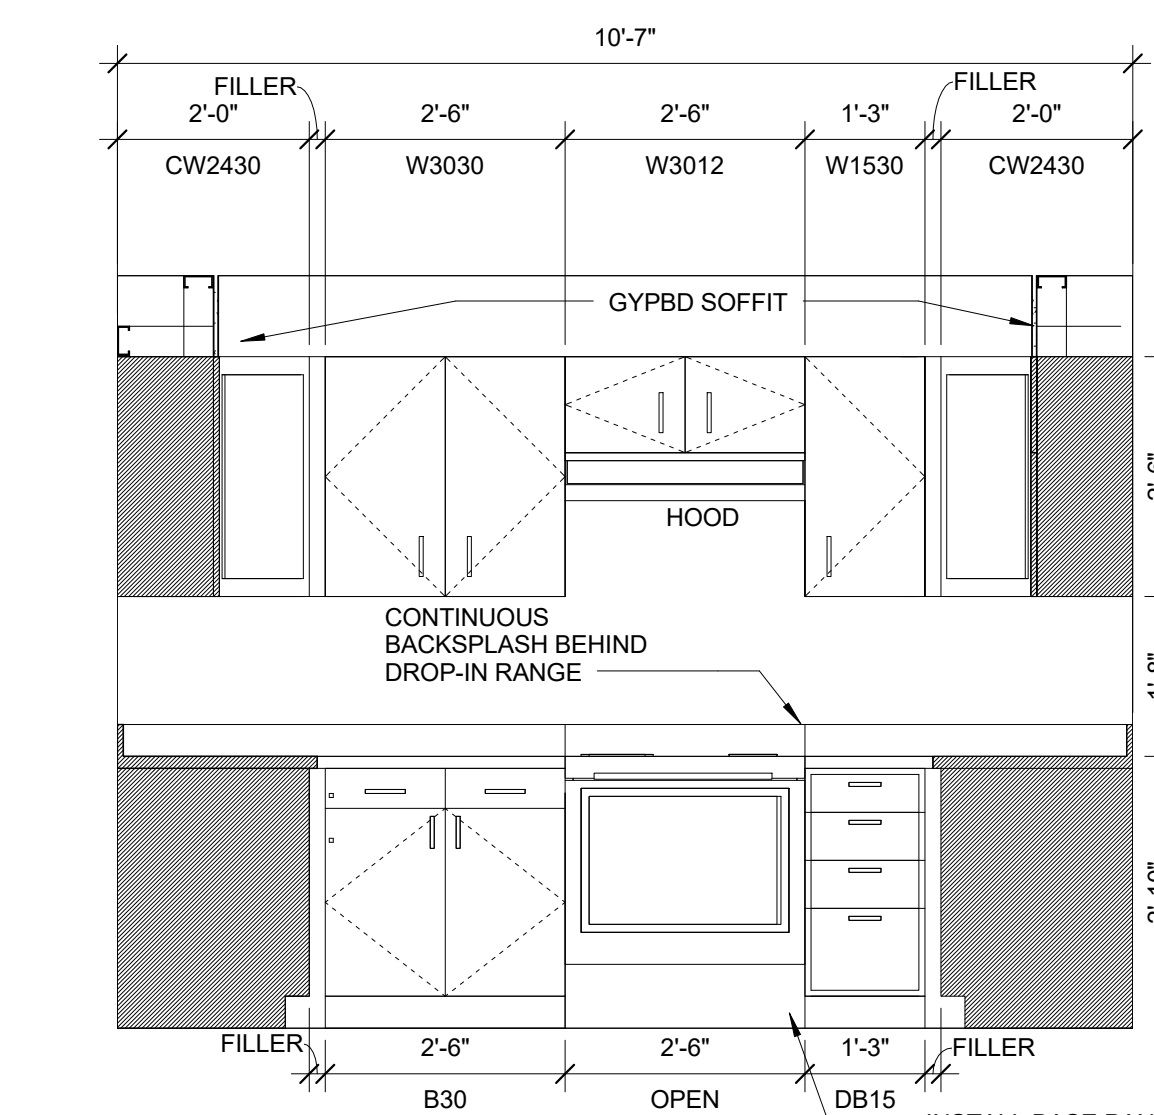 10'-7"
FILLER
FILLER
2'-0"
2'-6"
2'-6"
1'-3"
2'-0"
CW2430
W3030
W3012
W1530
CW2430
GYPBD SOFFIT
HOOD
CONTINUOUS
BACKSPLASH BEHIND
DROP-IN RANGE
FILLER
2'-6"
2'-6"
1'-3"
FILLER
B30
OPEN
DB15